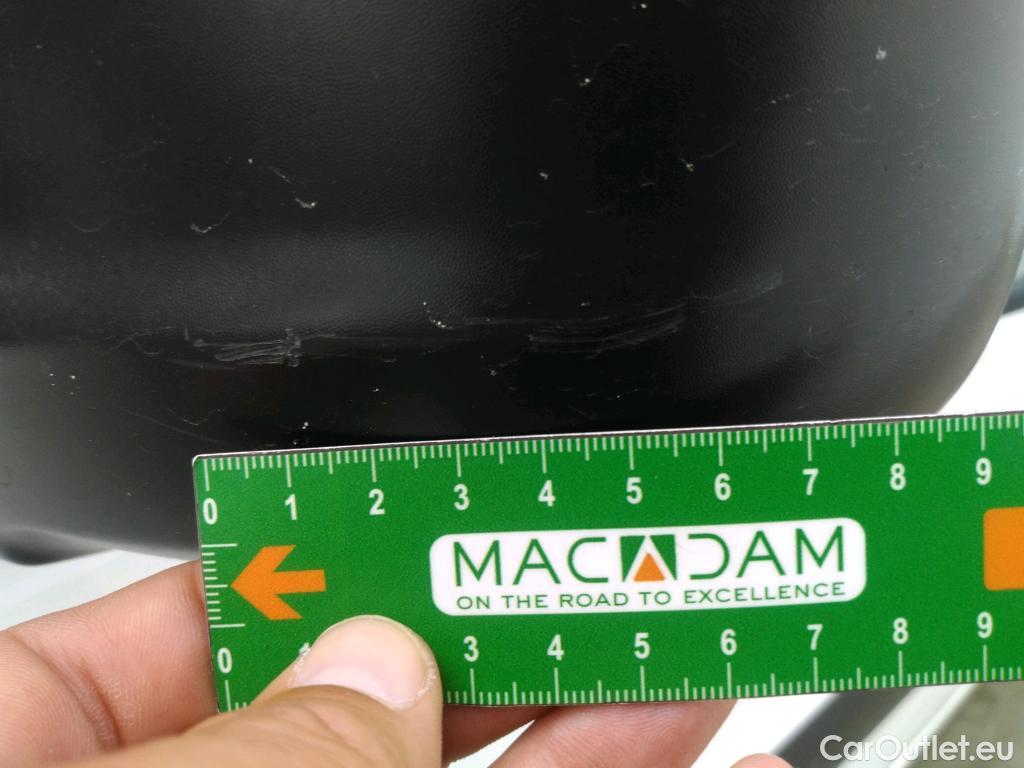 0 1 2 3 4 5 6 7 8 9
MACADAM
ON THE ROAD TO EXCELLENCE
0 1 3 4 5 6 7 8 9
CarOutlet.eu